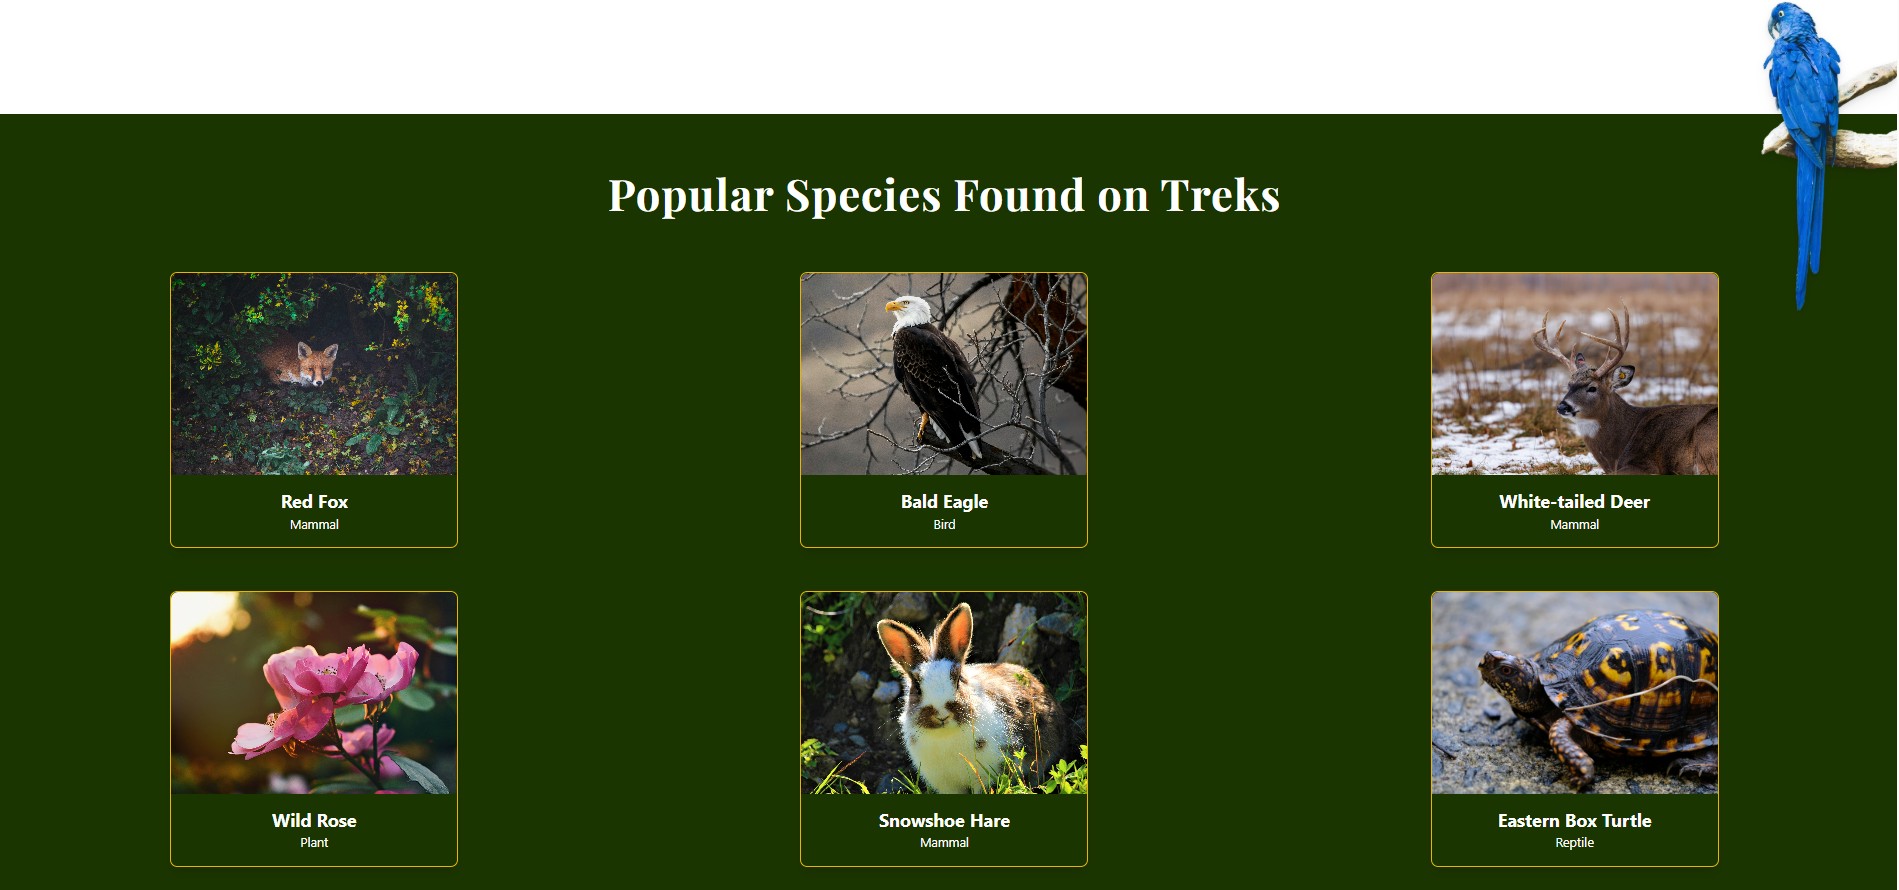 Popular Species Found on Treks
Red Fox
Mammal
Bald Eagle
Bird
White-tailed Deer
Mammal
Wild Rose
Plant
Snowshoe Hare
Mammal
Eastern Box Turtle
Reptile